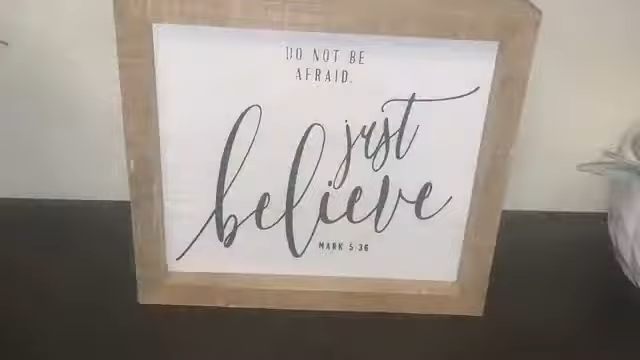 DO NOT BE
AFRAID.
just
believe
MARK 5:36